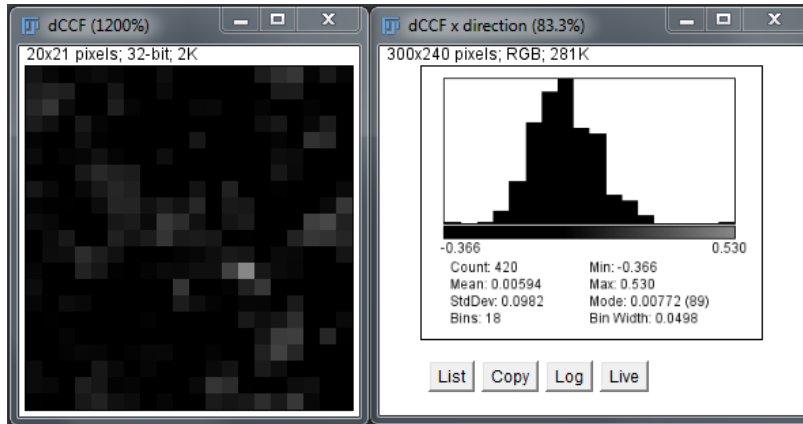 dCCF (1200%)
20x21 pixels; 32-bit; 2K
dCCF x direction (83.3%)
300x240 pixels; RGB; 281K
-0.366 0.530
Count: 420 Min: -0.366
Mean: 0.00594 Max: 0.530
StdDev: 0.0982 Mode: 0.00772 (89)
Bins: 18 Bin Width: 0.0498
List Copy Log Live